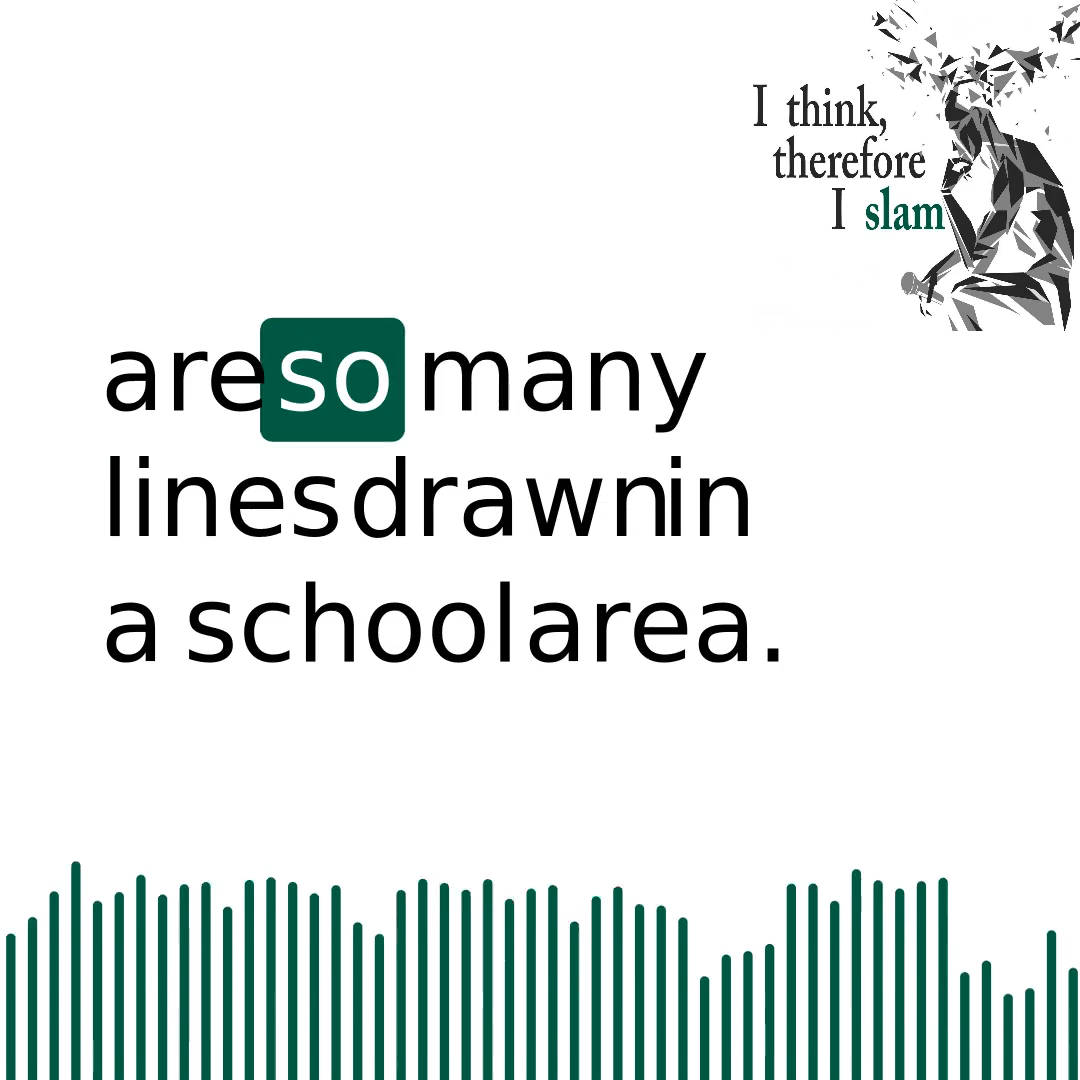 I think,
therefore
I slam
are so many
lines drawn in
a school area.